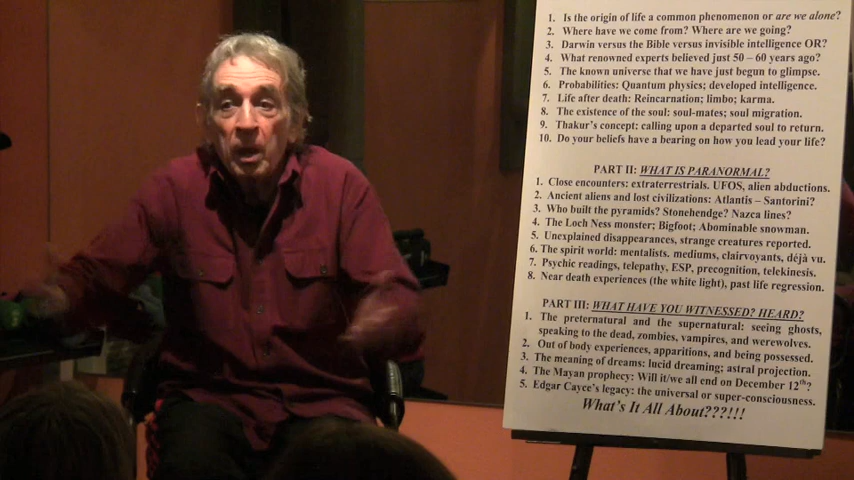 1. Is the origin of life a common phenomenon or are we alone?
2. Where have we come from? Where are we going?
3. Darwin versus the Bible versus invisible intelligence OR?
4. What renowned experts believed just 50 – 60 years ago?
5. The known universe that we have just begun to glimpse.
6. Probabilities: Quantum physics; developed intelligence.
7. Life after death: Reincarnation; limbo; karma.
8. The existence of the soul: soul-mates; soul migration.
9. Thakur's concept: calling upon a departed soul to return.
10. Do your beliefs have a bearing on how you lead your life?
PART II: WHAT IS PARANORMAL?
1. Close encounters: extraterrestrials. UFOS, alien abductions.
2. Ancient aliens and lost civilizations: Atlantis – Santorini?
3. Who built the pyramids? Stonehendge? Nazca lines?
4. The Loch Ness monster; Bigfoot; Abominable snowman.
5. Unexplained disappearances, strange creatures reported.
6. The spirit world: mentalists. mediums, clairvoyants, déjà vu.
7. Psychic readings, telepathy, ESP, precognition, telekinesis.
8. Near death experiences (the white light), past life regression.
PART III: WHAT HAVE YOU WITNESSED? HEARD?
1. The preternatural and the supernatural: seeing ghosts,
speaking to the dead, zombies, vampires, and werewolves.
2. Out of body experiences, apparitions, and being possessed.
3. The meaning of dreams: lucid dreaming; astral projection.
4. The Mayan prophecy: Will it/we all end on December 12th?
5. Edgar Cayce's legacy: the universal or super-consciousness.
What's It All About???!!!